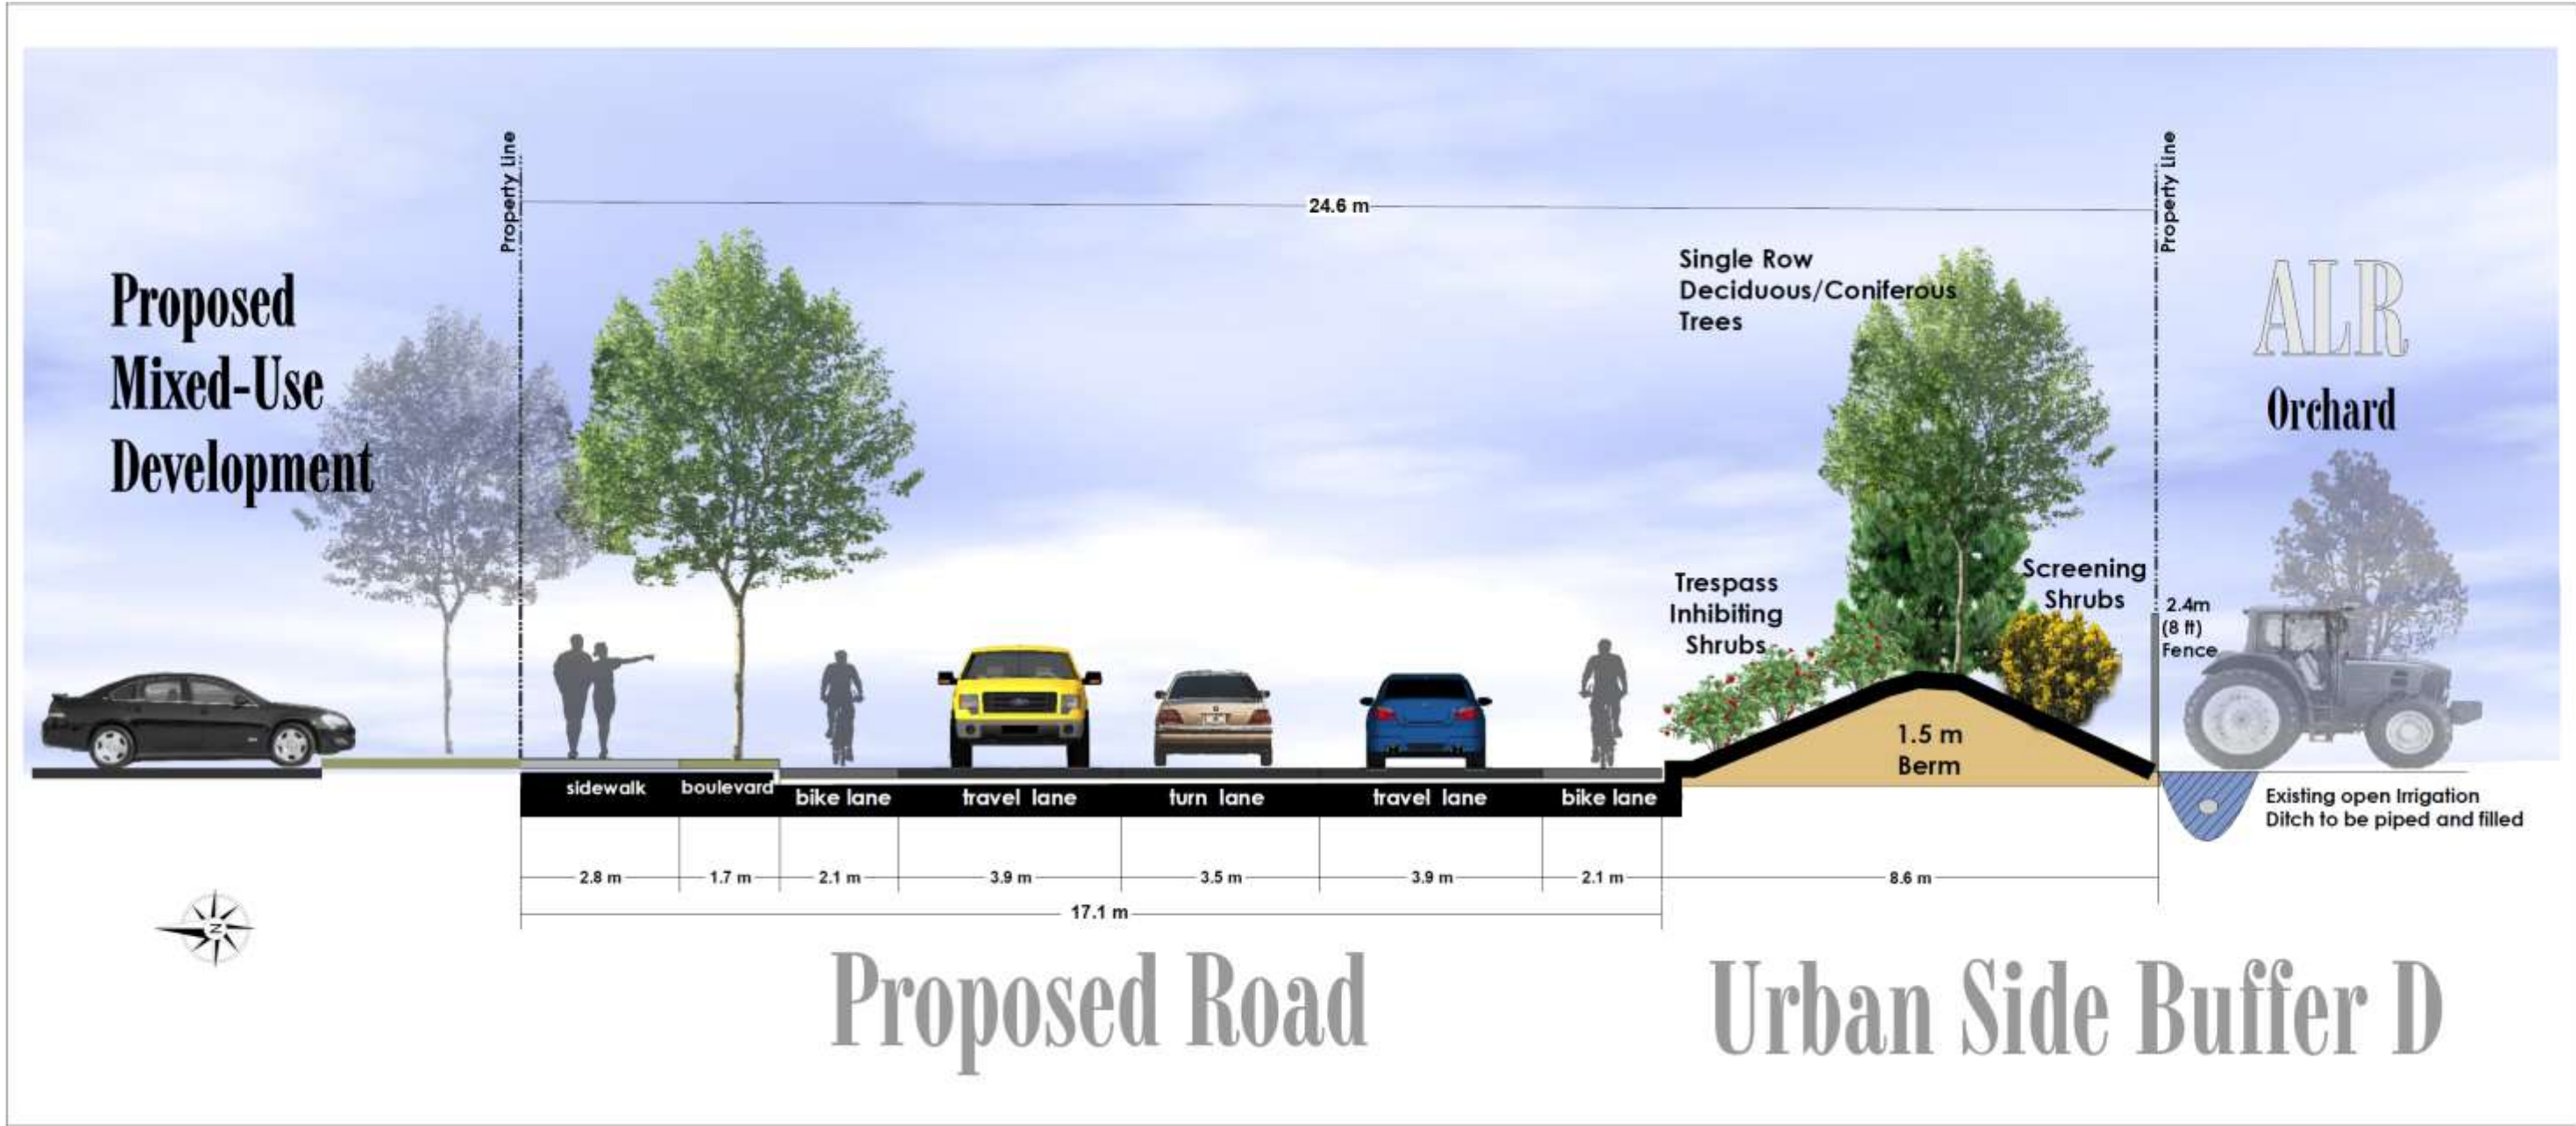 Property Line
Property Line
24.6 m
Proposed
Mixed-Use
Development
Single Row
Deciduous/Coniferous
Trees
ALR
Orchard
Trespass
Inhibiting
Shrubs
Screening
Shrubs
2.4m
(8 ft)
Fence
1.5 m
Berm
sidewalk
boulevard
bike lane
travel lane
turn lane
travel lane
bike lane
Existing open Irrigation
Ditch to be piped and filled
2.8 m
1.7 m
2.1 m
3.9 m
3.5 m
3.9 m
2.1 m
8.6 m
17.1 m
N
Proposed Road
Urban Side Buffer D